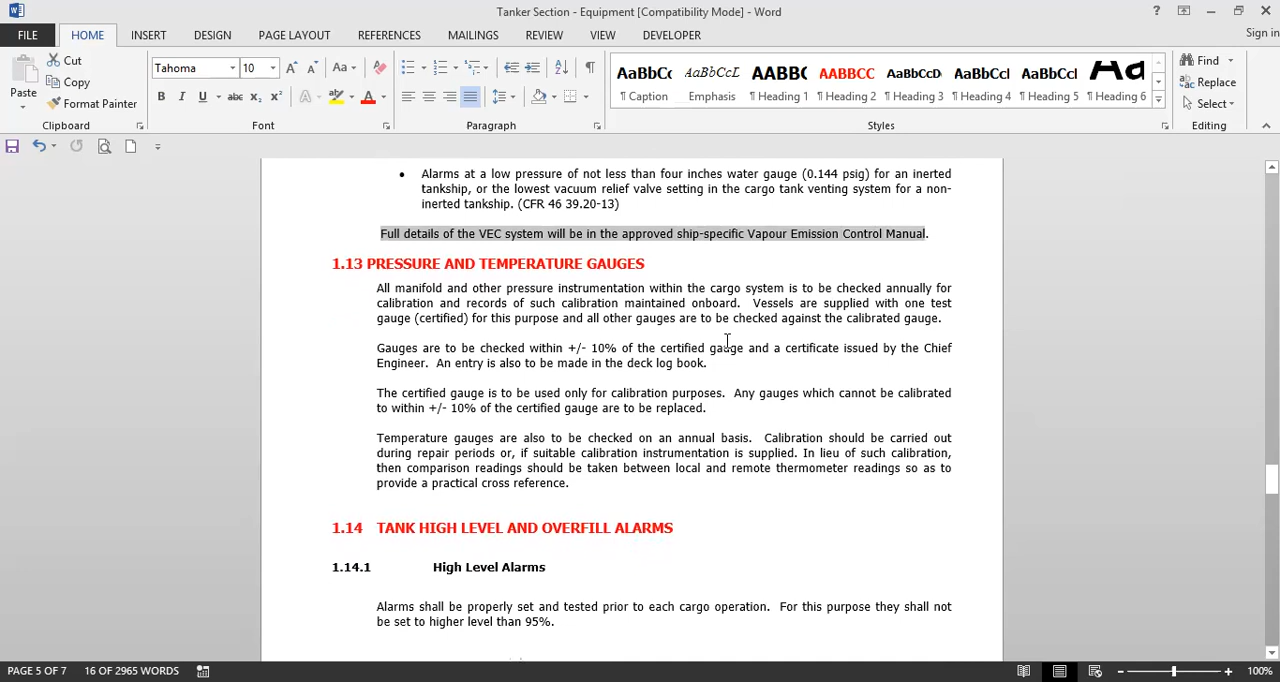 Tanker Section - Equipment [Compatibility Mode] - Word
?
FILE HOME INSERT DESIGN PAGE LAYOUT REFERENCES MAILINGS REVIEW VIEW DEVELOPER Sign in
Paste
Cut
Copy
Format Painter
Clipboard
Tahoma 10
Font
Paragraph
AaBbCc AaBbCcL AABBC AABBCC AaBbCcD AaBbCcI AaBbCcI Aa
¶ Caption Emphasis ¶ Heading 1 ¶ Heading 2 ¶ Heading 3 ¶ Heading 4 ¶ Heading 5 ¶ Heading 6
Styles
Find
Replace
Select
Editing
• Alarms at a low pressure of not less than four inches water gauge (0.144 psig) for an inerted
tankship, or the lowest vacuum relief valve setting in the cargo tank venting system for a non-
inerted tankship. (CFR 46 39.20-13)
Full details of the VEC system will be in the approved ship-specific Vapour Emission Control Manual.
1.13 PRESSURE AND TEMPERATURE GAUGES
All manifold and other pressure instrumentation within the cargo system is to be checked annually for
calibration and records of such calibration maintained onboard. Vessels are supplied with one test
gauge (certified) for this purpose and all other gauges are to be checked against the calibrated gauge.
Gauges are to be checked within +/- 10% of the certified gauge and a certificate issued by the Chief
Engineer. An entry is also to be made in the deck log book.
The certified gauge is to be used only for calibration purposes. Any gauges which cannot be calibrated
to within +/- 10% of the certified gauge are to be replaced.
Temperature gauges are also to be checked on an annual basis. Calibration should be carried out
during repair periods or, if suitable calibration instrumentation is supplied. In lieu of such calibration,
then comparison readings should be taken between local and remote thermometer readings so as to
provide a practical cross reference.
1.14 TANK HIGH LEVEL AND OVERFILL ALARMS
1.14.1 High Level Alarms
Alarms shall be properly set and tested prior to each cargo operation. For this purpose they shall not
be set to higher level than 95%.
PAGE 5 OF 7 16 OF 2965 WORDS 100%